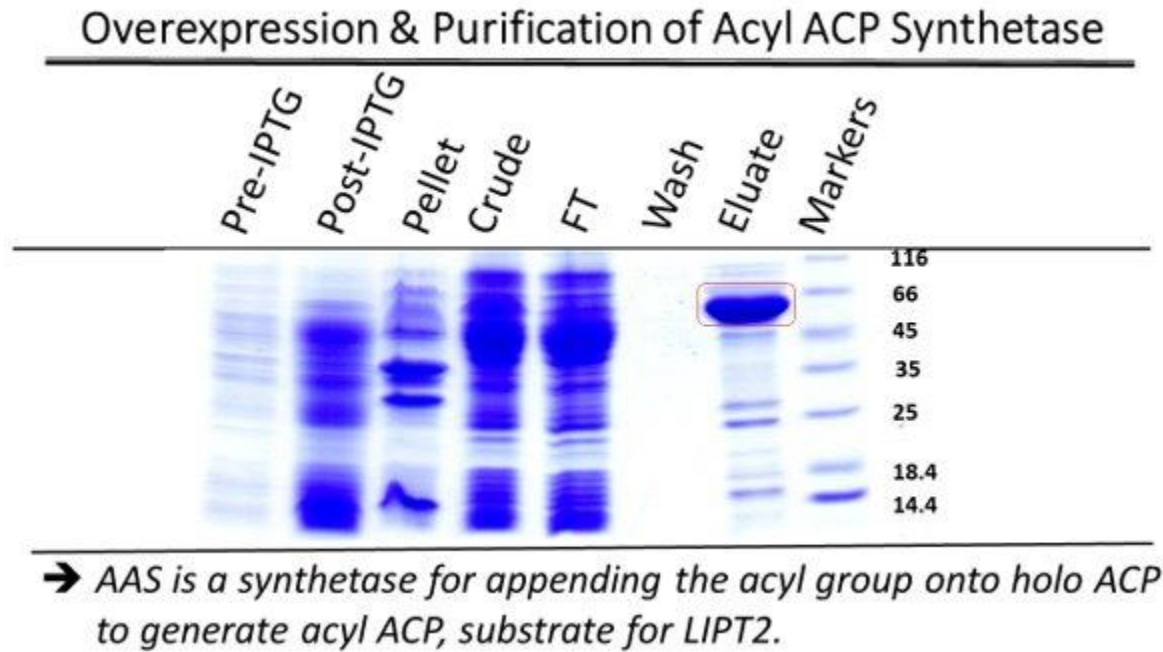 Overexpression & Purification of Acyl ACP Synthetase
Pre-IPTG
Post-IPTG
Pellet
Crude
FT
Wash
Eluate
Markers
116
66
45
35
25
18.4
14.4
➔ AAS is a synthetase for appending the acyl group onto holo ACP
to generate acyl ACP, substrate for LIPT2.